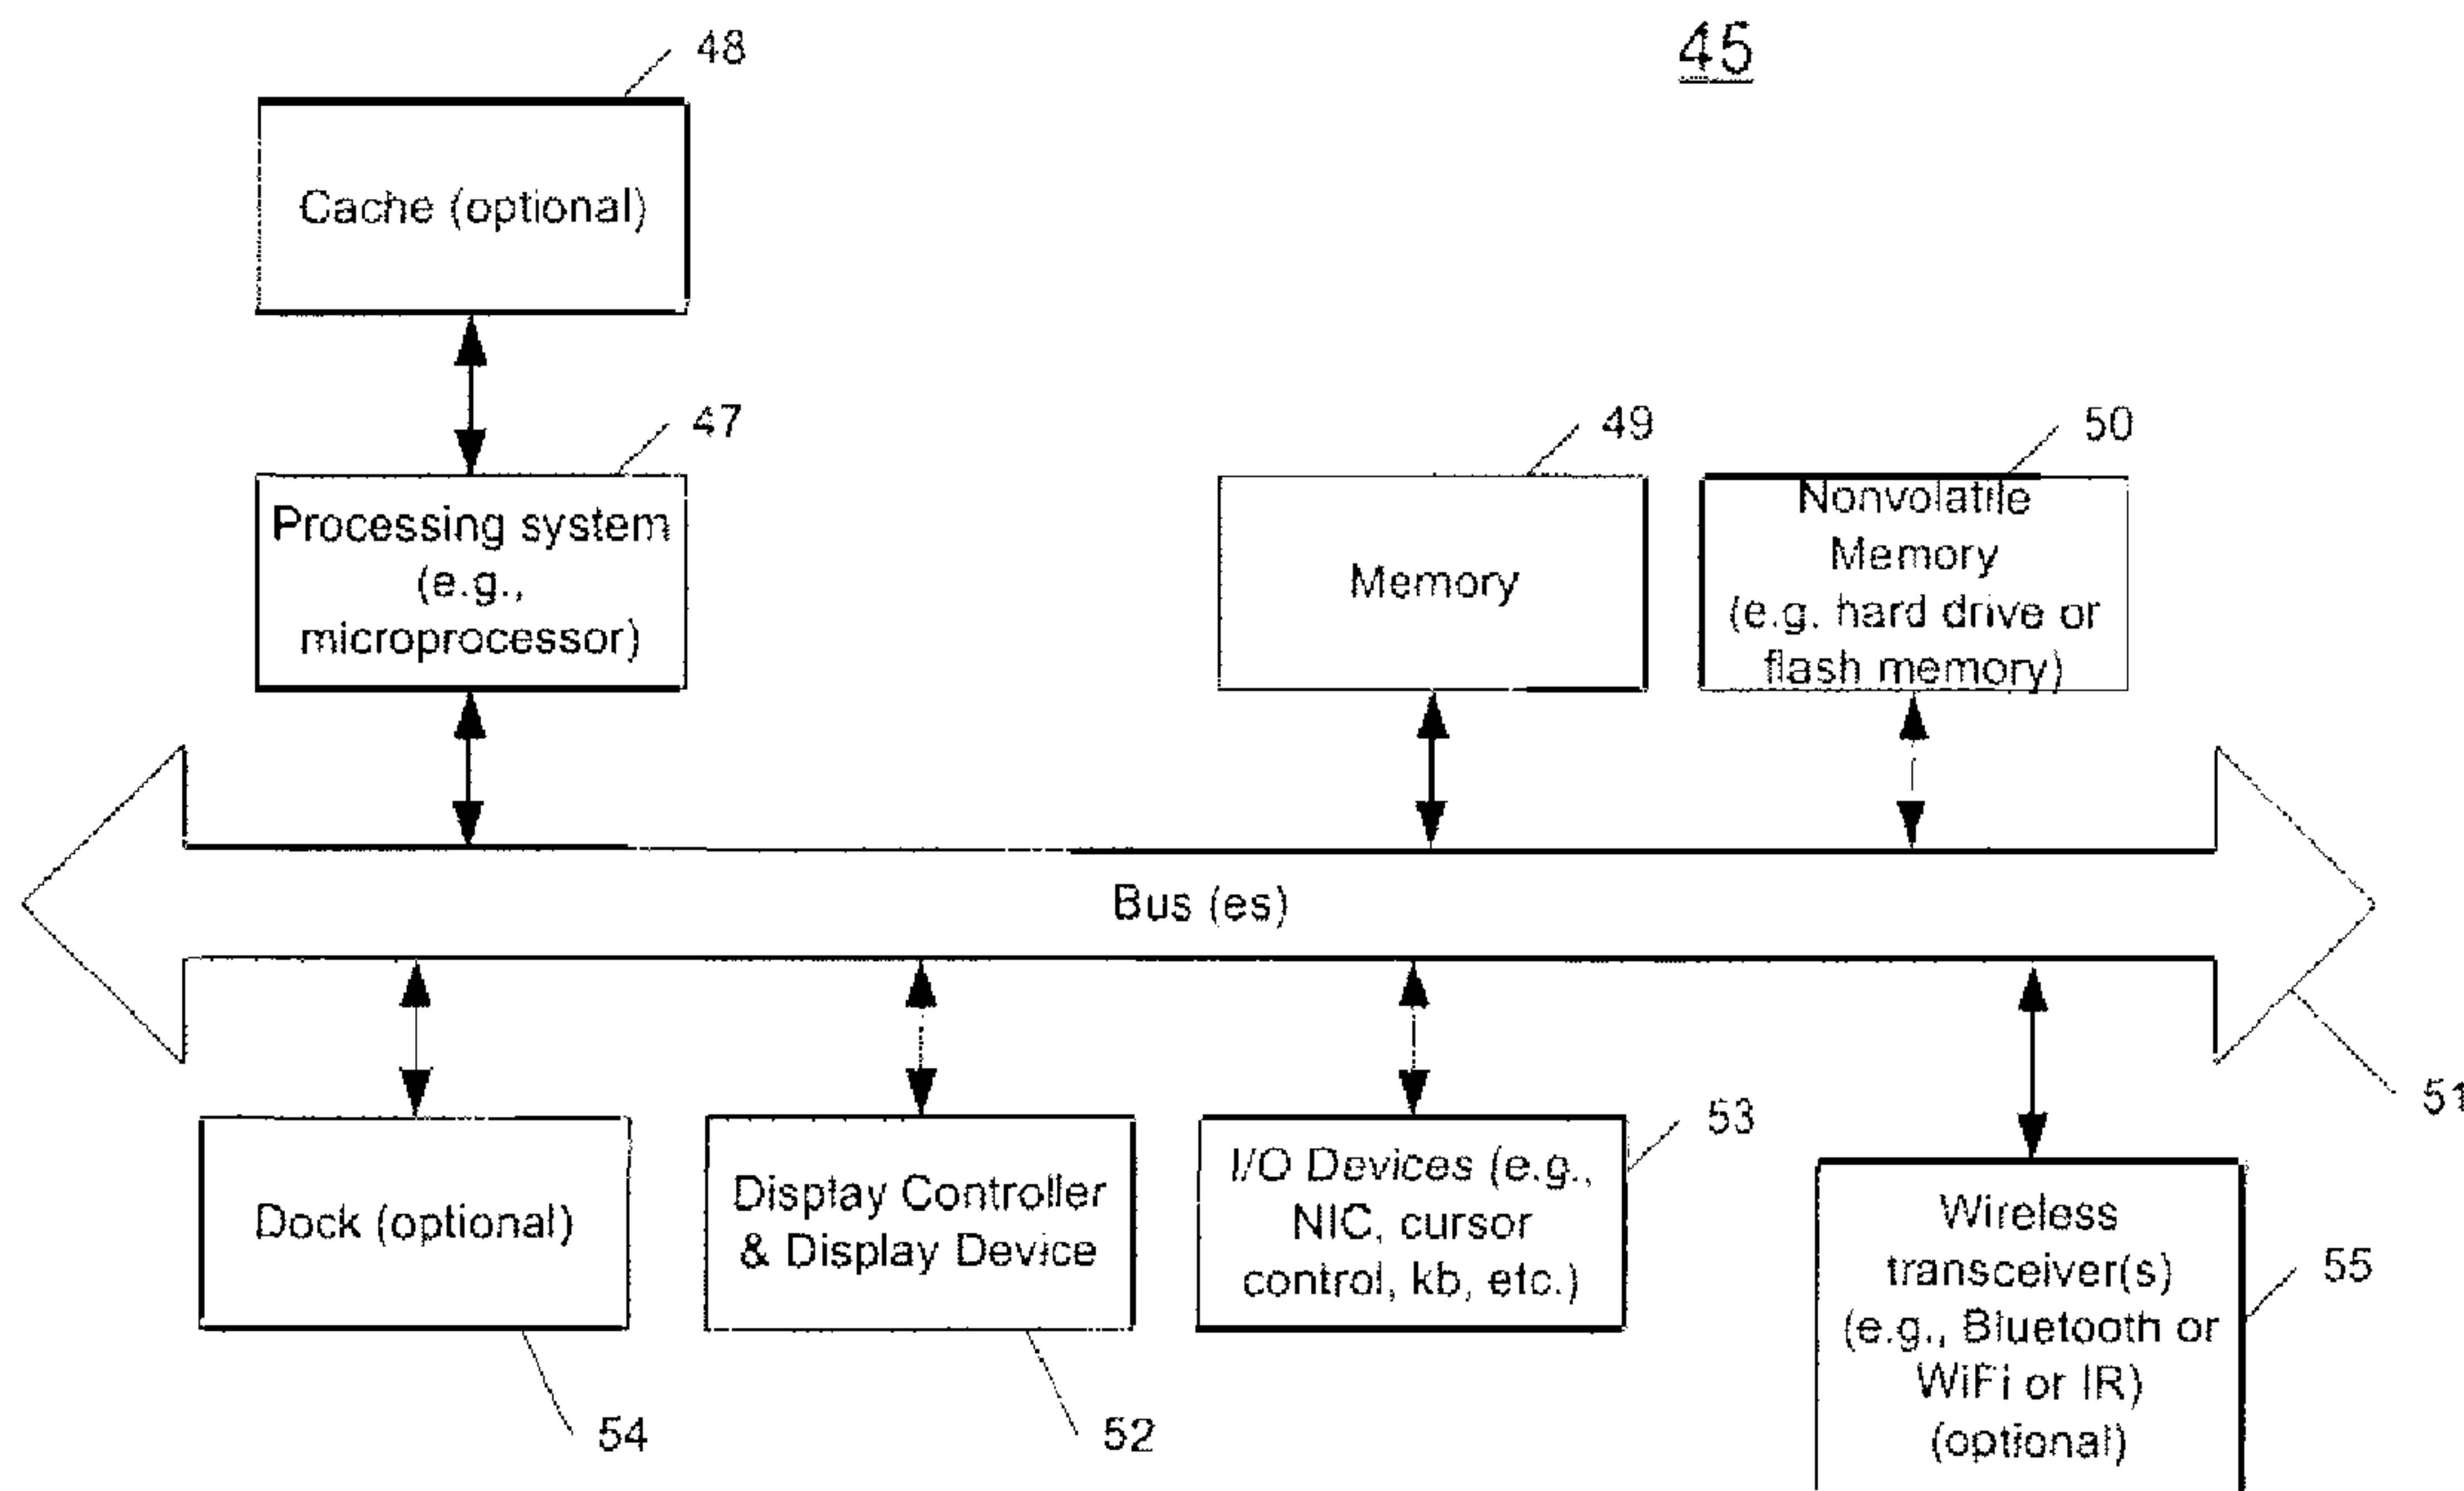 45
48
Cache (optional)
47
Processing system
(e.g.,
microprocessor)
49
Memory
50
Nonvolatile
Memory
(e.g. hard drive or
flash memory)
Bus (es)
51
Dock (optional)
54
Display Controller
& Display Device
52
I/O Devices (e.g.,
NIC, cursor
control, kb, etc.)
53
Wireless
transceiver(s)
(e.g., Bluetooth or
WiFi or IR)
(optional)
55